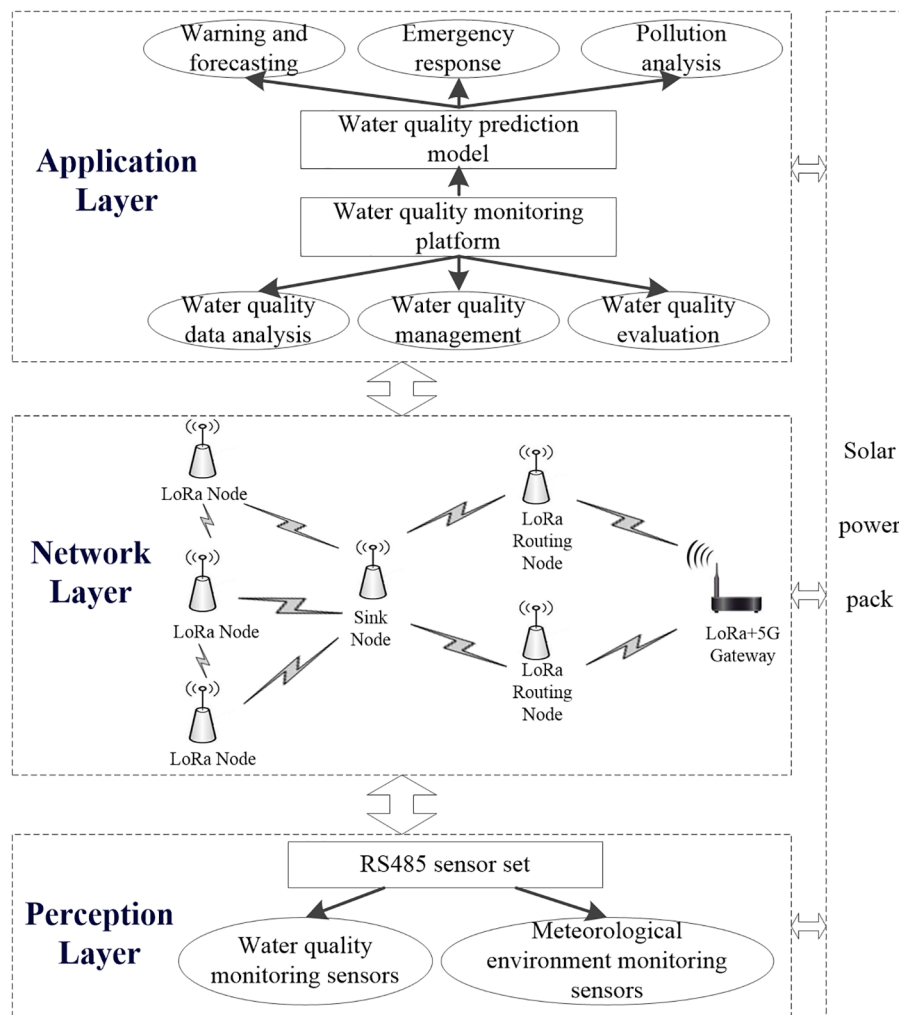 Warning and
forecasting
Emergency
response
Pollution
analysis
Water quality prediction
model
Application
Layer
Water quality monitoring
platform
Water quality
data analysis
Water quality
management
Water quality
evaluation
LoRa Node
LoRa
Routing
Node
Network
Layer
LoRa Node
Sink
Node
LoRa+5G
Gateway
LoRa
Routing
Node
LoRa Node
Solar
power
pack
RS485 sensor set
Perception
Layer
Water quality
monitoring sensors
Meteorological
environment monitoring
sensors